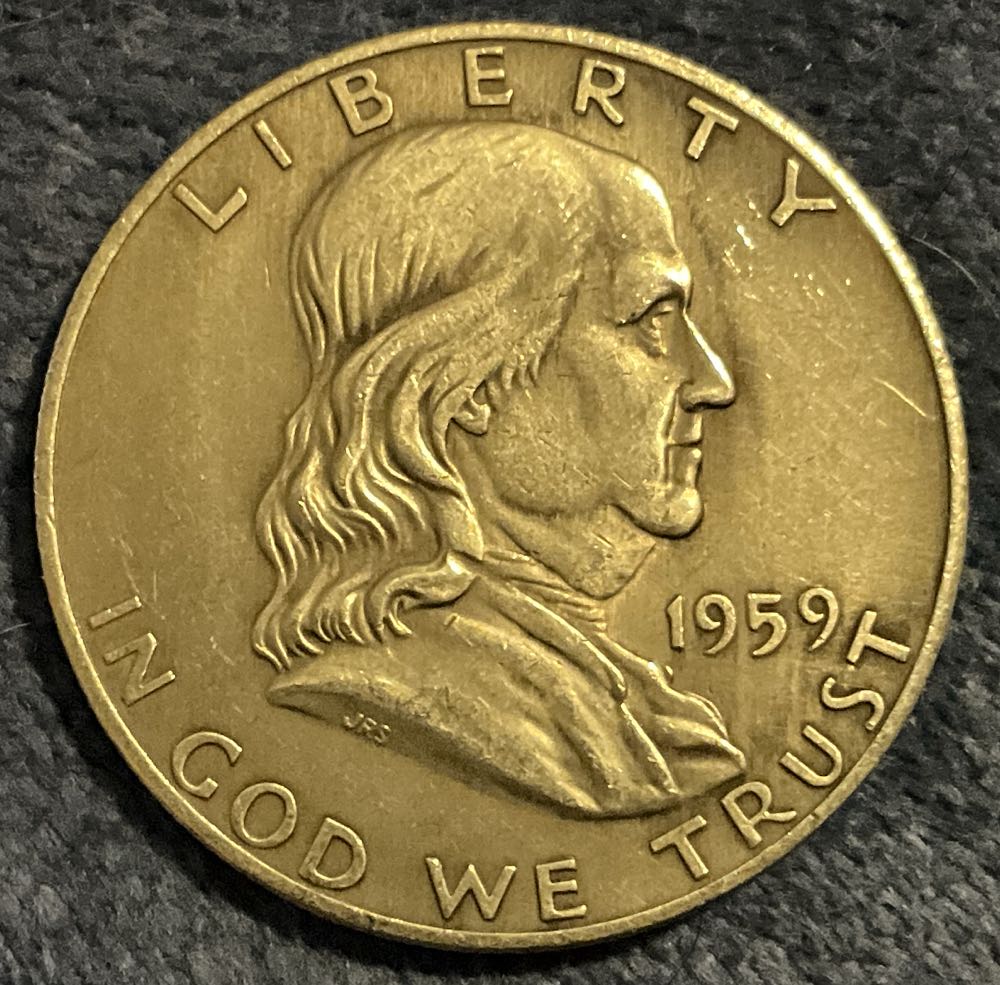 LIBERTY
1959
JRS
IN GOD WE TRUST